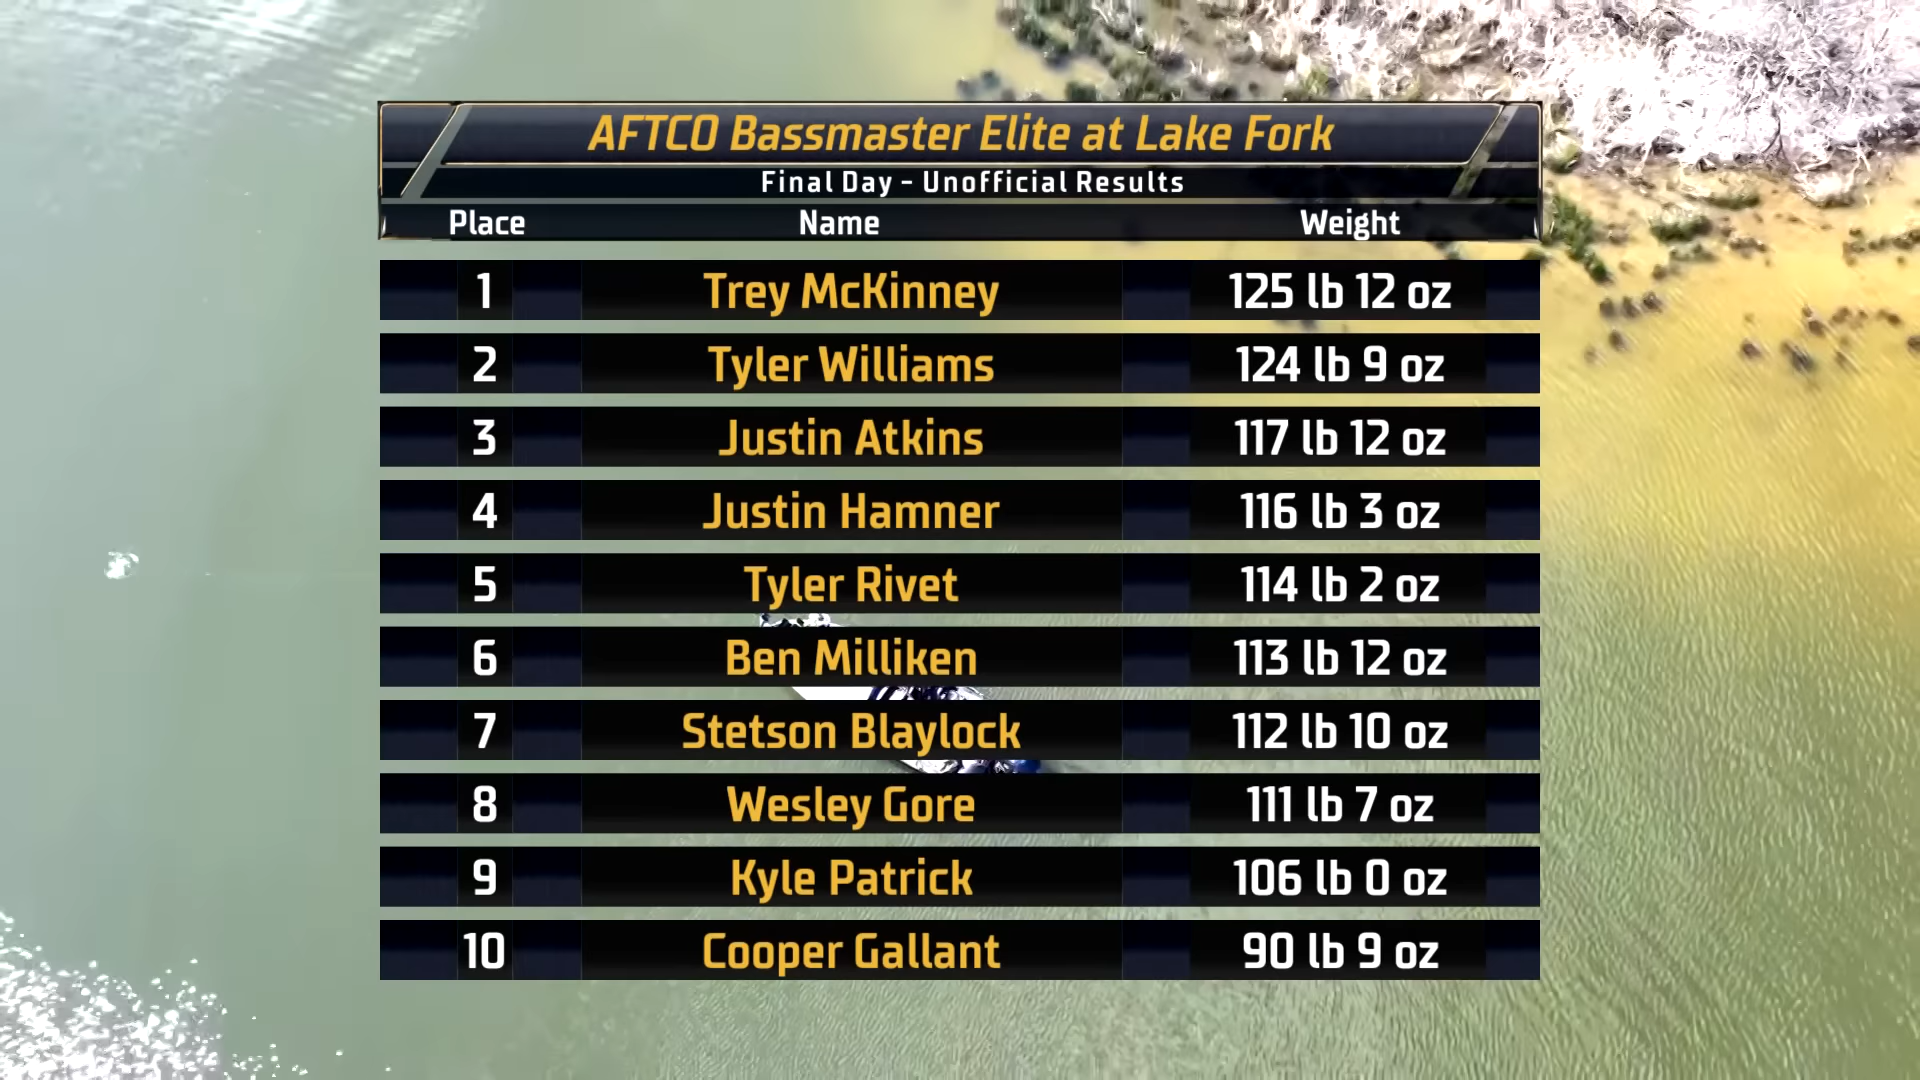 AFTCO Bassmaster Elite at Lake Fork
Final Day - Unofficial Results
Place Name Weight
1 Trey McKinney 125 lb 12 oz
2 Tyler Williams 124 lb 9 oz
3 Justin Atkins 117 lb 12 oz
4 Justin Hamner 116 lb 3 oz
5 Tyler Rivet 114 lb 2 oz
6 Ben Milliken 113 lb 12 oz
7 Stetson Blaylock 112 lb 10 oz
8 Wesley Gore 111 lb 7 oz
9 Kyle Patrick 106 lb 0 oz
10 Cooper Gallant 90 lb 9 oz